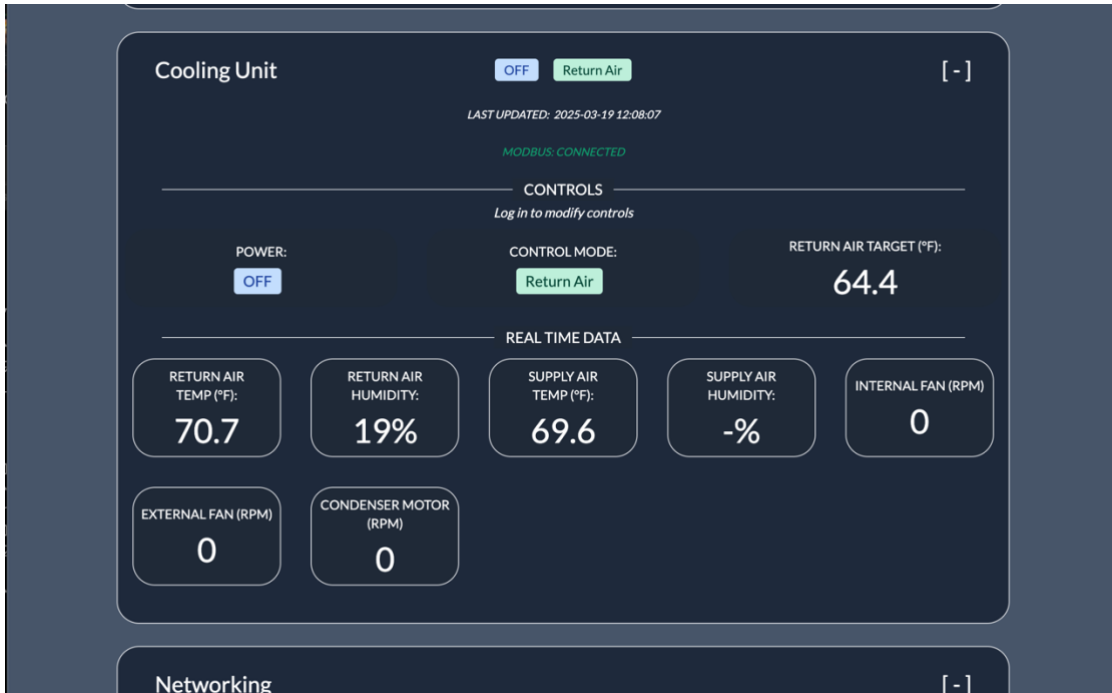 Cooling Unit
OFF
Return Air
[ - ]
LAST UPDATED: 2025-03-19 12:08:07
MODBUS: CONNECTED
CONTROLS
Log in to modify controls
POWER:
OFF
CONTROL MODE:
Return Air
RETURN AIR TARGET (°F):
64.4
REAL TIME DATA
RETURN AIR
TEMP (°F):
70.7
RETURN AIR
HUMIDITY:
19%
SUPPLY AIR
TEMP (°F):
69.6
SUPPLY AIR
HUMIDITY:
-%
INTERNAL FAN (RPM)
0
EXTERNAL FAN (RPM)
0
CONDENSER MOTOR
(RPM)
0
Networking
[ - ]